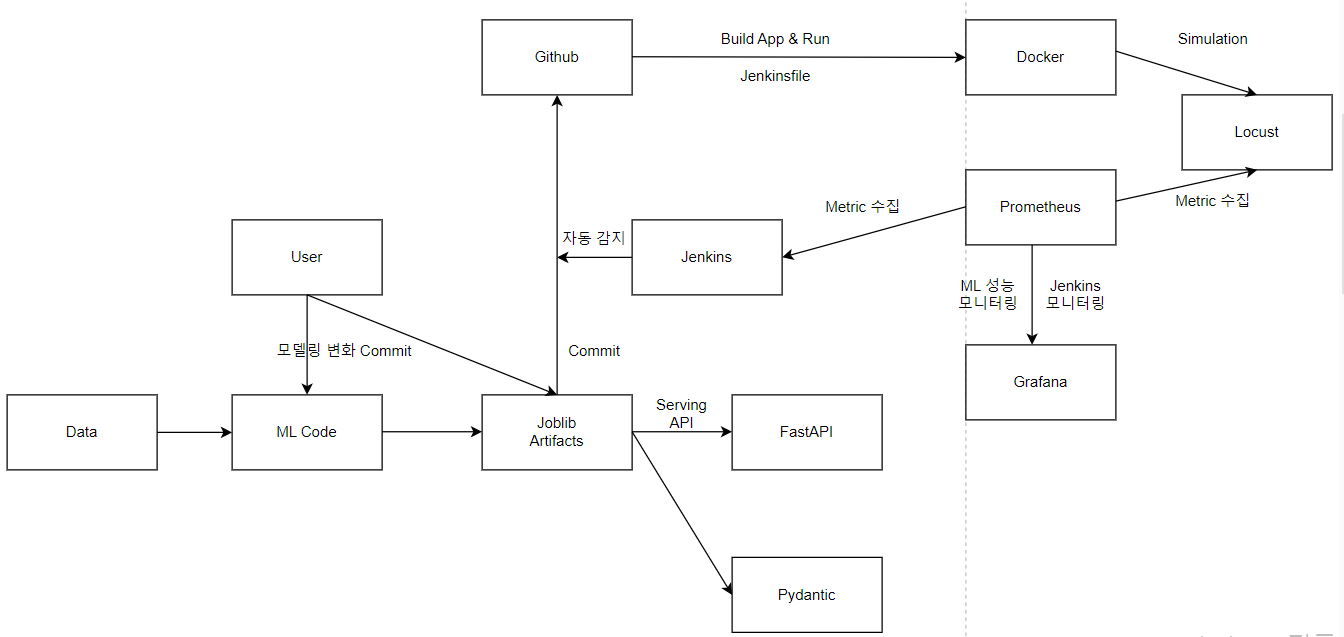 Build App & Run
Simulation
Github
Docker
Jenkinsfile
Locust
Metric 수집
Prometheus
Metric 수집
자동 감지
User
Jenkins
ML 성능
모니터링
Jenkins
모니터링
모델링 변화 Commit
Commit
Grafana
Serving
API
Data
ML Code
Joblib
Artifacts
FastAPI
Pydantic